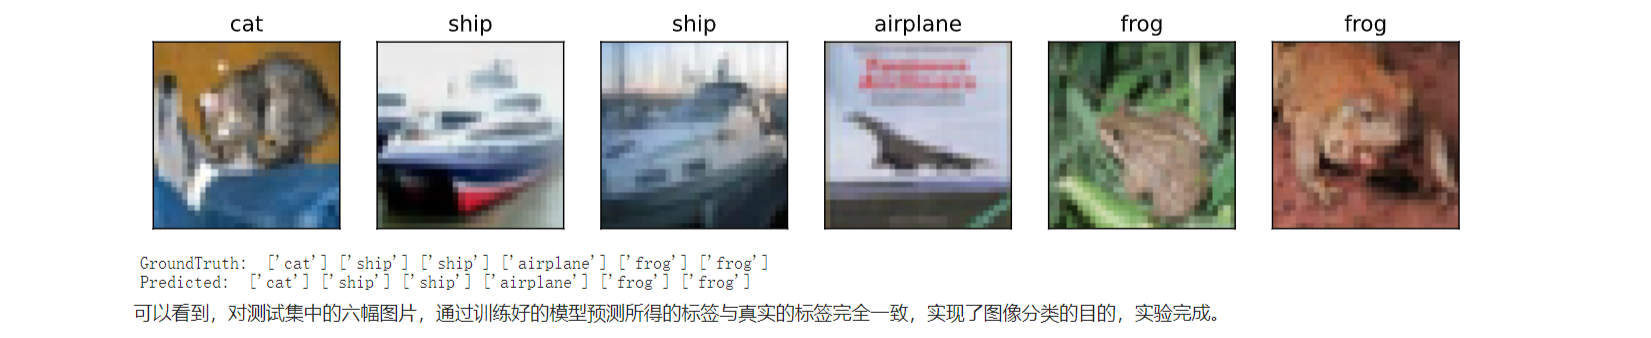 cat ship ship airplane frog frog
GroundTruth: ['cat'] ['ship'] ['ship'] ['airplane'] ['frog'] ['frog']
Predicted: ['cat'] ['ship'] ['ship'] ['airplane'] ['frog'] ['frog']
可以看到，对测试集中的六幅图片，通过训练好的模型预测所得的标签与真实的标签完全一致，实现了图像分类的目的，实验完成。